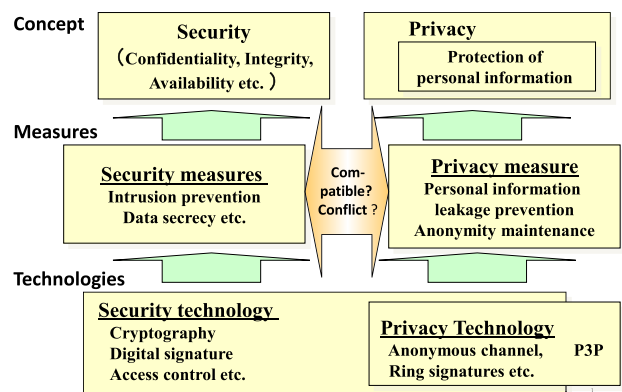 Concept
Security
(Confidentiality, Integrity,
Availability etc. )
Privacy
Protection of
personal information
Measures
Security measures
Intrusion prevention
Data secrecy etc.
Com-
patible?
Conflict ?
Privacy measure
Personal information
leakage prevention
Anonymity maintenance
Technologies
Security technology
Cryptography
Digital signature
Access control etc.
Privacy Technology
Anonymous channel, P3P
Ring signatures etc.